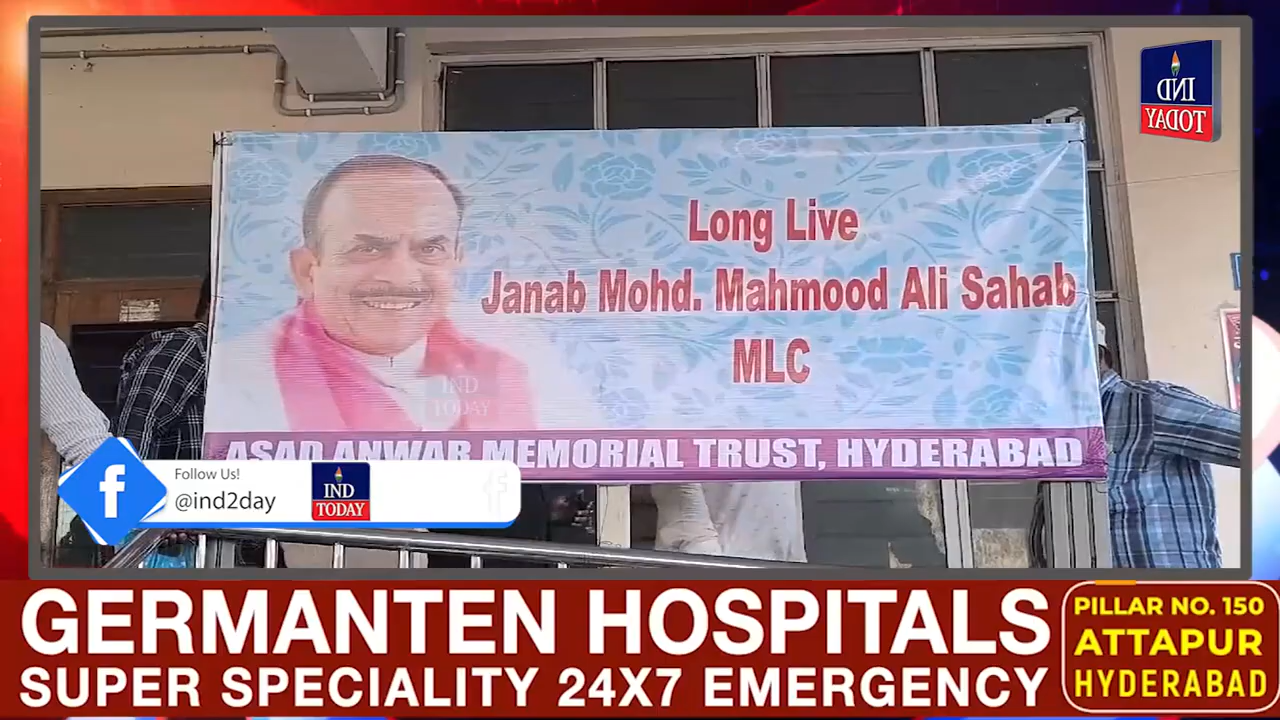 IND
TODAY
Long Live
Janab Mohd. Mahmood Ali Sahab
MLC
IND
TODAY
ASAD ANWAR MEMORIAL TRUST, HYDERABAD
f
Follow Us!
@ind2day
IND
TODAY
GERMANTEN HOSPITALS
SUPER SPECIALITY 24X7 EMERGENCY
PILLAR NO. 150
ATTAPUR
HYDERABAD